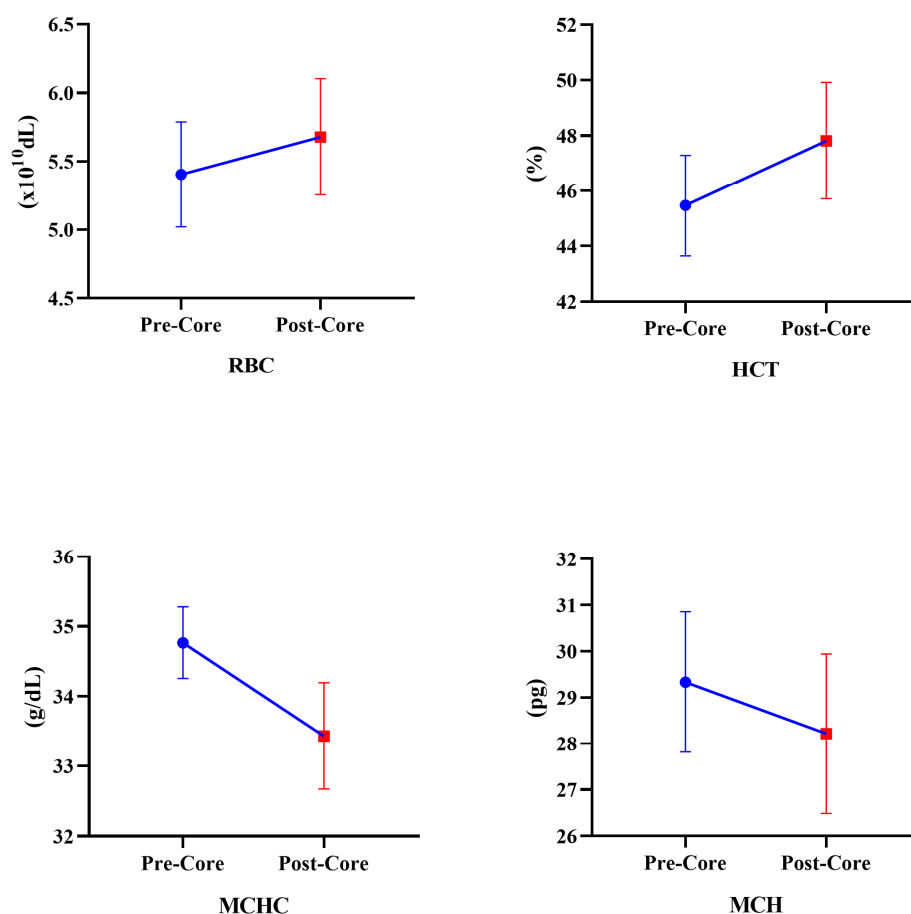 6.5
6.0
5.5
5.0
4.5
(x10¹⁰dL)
Pre-Core Post-Core
RBC
52
50
48
46
44
42
(%)
Pre-Core Post-Core
HCT
36
35
34
33
32
(g/dL)
Pre-Core Post-Core
MCHC
32
31
30
29
28
27
26
(pg)
Pre-Core Post-Core
MCH